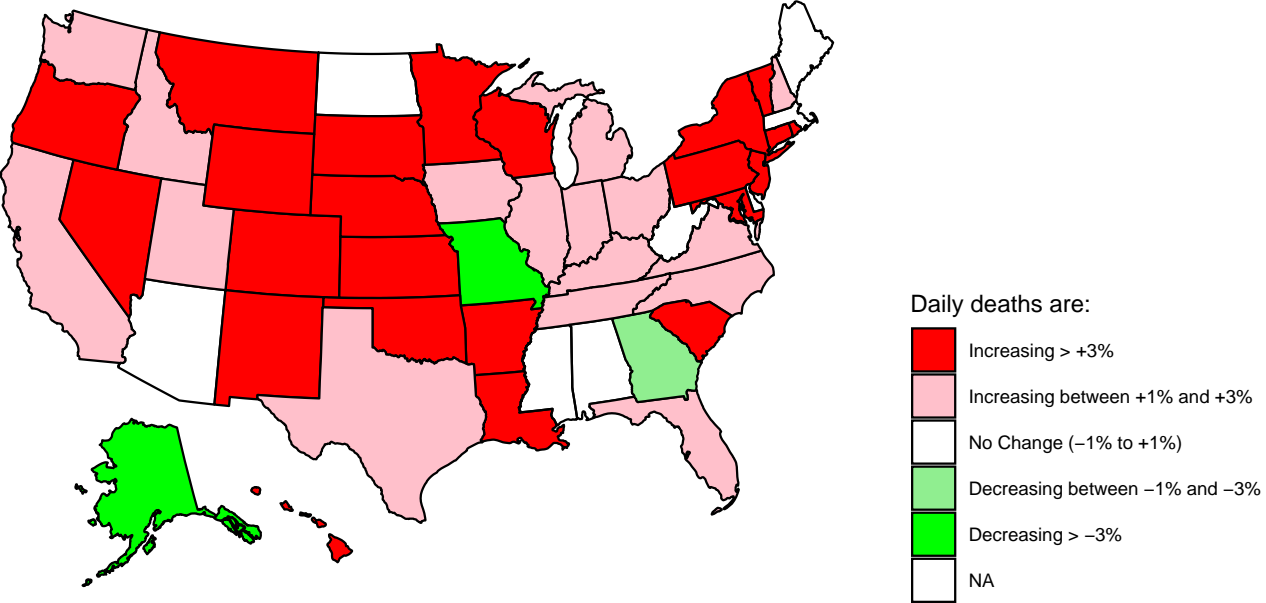 Daily deaths are:
Increasing > +3%
Increasing between +1% and +3%
No Change (−1% to +1%)
Decreasing between −1% and −3%
Decreasing > −3%
NA